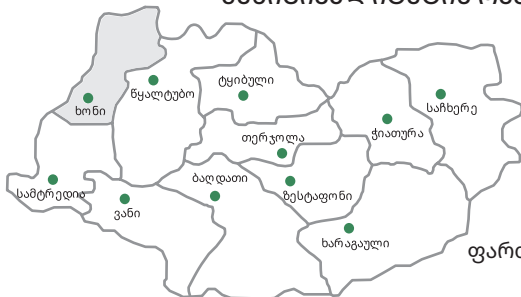 ტყიბული
წყალტუბო
საჩხერე
ხონი
ჭიათურა
თერჯოლა
ბაღდათი
სამტრედია
ზესტაფონი
ვანი
ხარაგაული